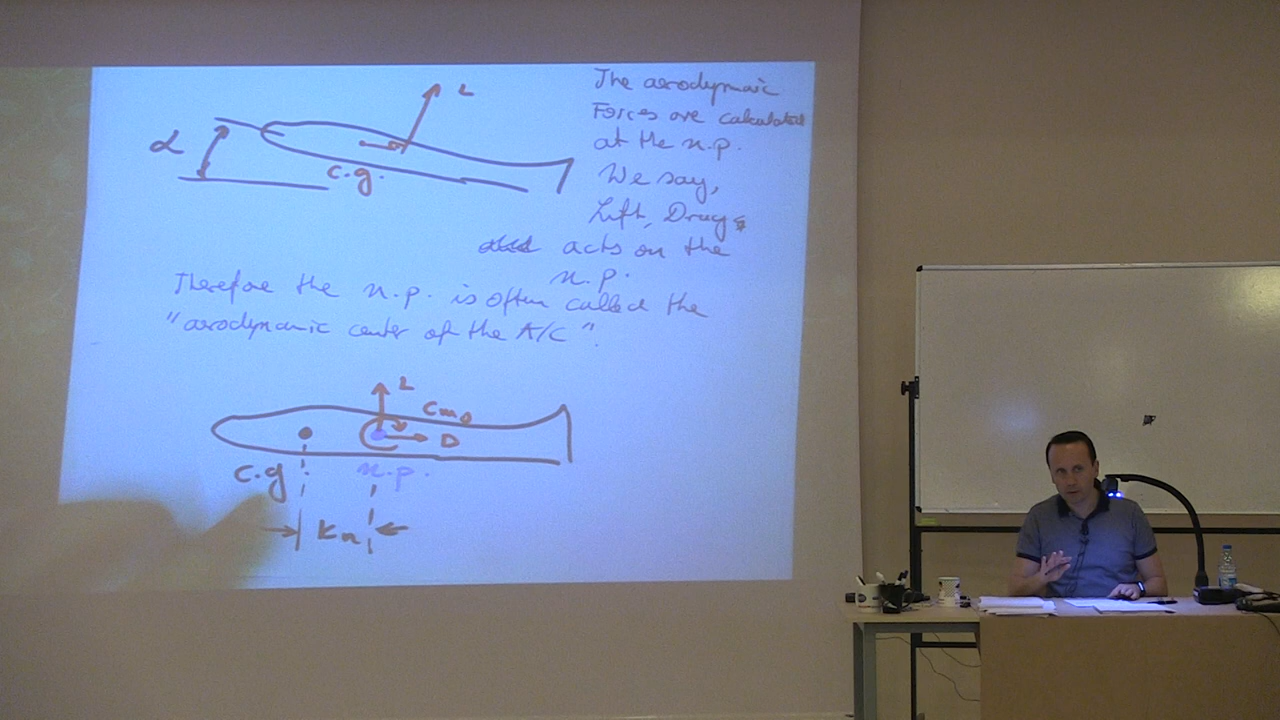 L
The aerodynamic
Forces are calculated
at the n.p.
α
c.g.
We say,
Lift, Drag
acts on the
n.p.
Therefore the n.p. is often called the
"aerodynamic center of the A/C".
L
Cm₀
D
c.g
n.p.
Kn